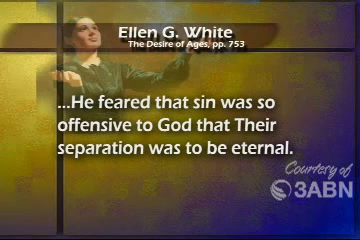 Ellen G. White
The Desire of Ages, pp. 753
...He feared that sin was so
offensive to God that Their
separation was to be eternal.
Courtesy of
3ABN